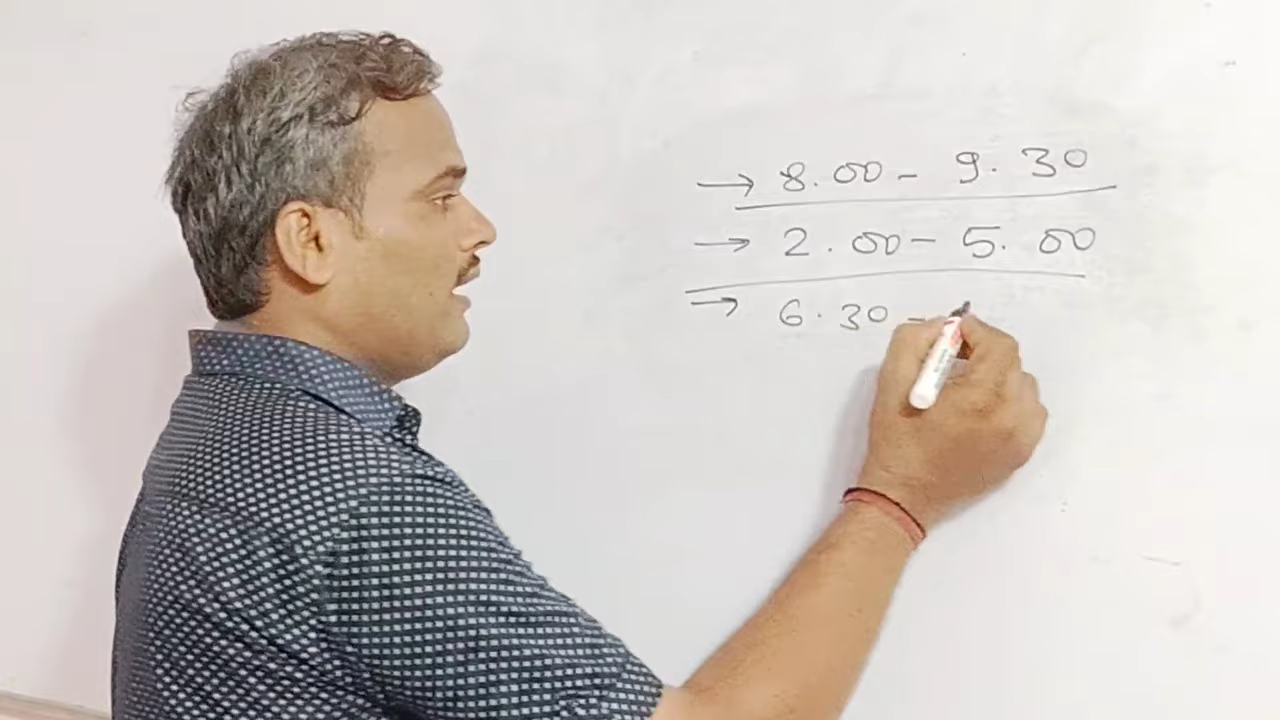 → 8.00 - 9.30
→ 2.00 - 5.00
→ 6.30 -